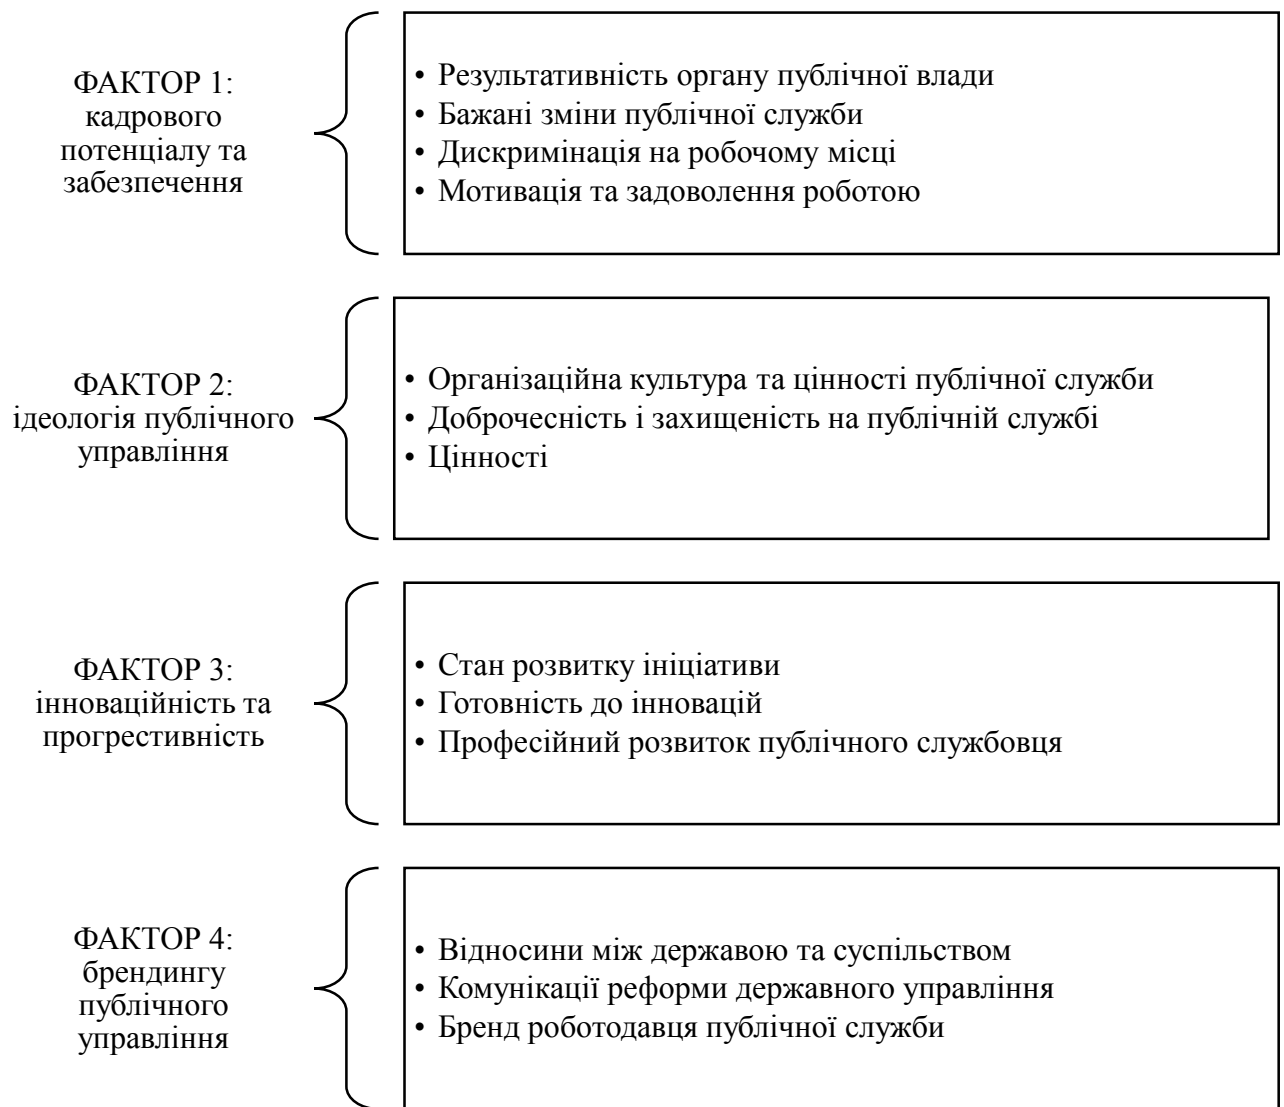 ФАКТОР 1:
кадрового
потенціалу та
забезпечення
• Результативність органу публічної влади
• Бажані зміни публічної служби
• Дискримінація на робочому місці
• Мотивація та задоволення роботою
ФАКТОР 2:
ідеологія публічного
управління
• Організаційна культура та цінності публічної служби
• Доброчесність і захищеність на публічній службі
• Цінності
ФАКТОР 3:
інноваційність та
прогрестивність
• Стан розвитку ініціативи
• Готовність до інновацій
• Професійний розвиток публічного службовця
ФАКТОР 4:
брендингу
публічного
управління
• Відносини між державою та суспільством
• Комунікації реформи державного управління
• Бренд роботодавця публічної служби